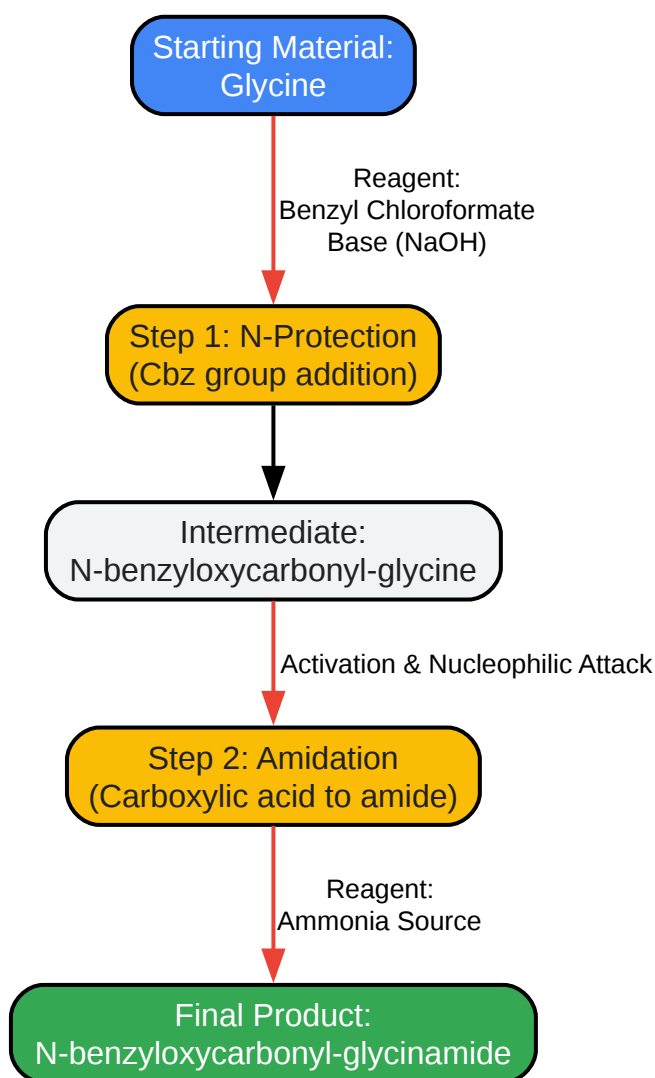 Starting Material:
Glycine
Reagent:
Benzyl Chloroformate
Base (NaOH)
Step 1: N-Protection
(Cbz group addition)
Intermediate:
N-benzyloxycarbonyl-glycine
Activation & Nucleophilic Attack
Step 2: Amidation
(Carboxylic acid to amide)
Reagent:
Ammonia Source
Final Product:
N-benzyloxycarbonyl-glycinamide